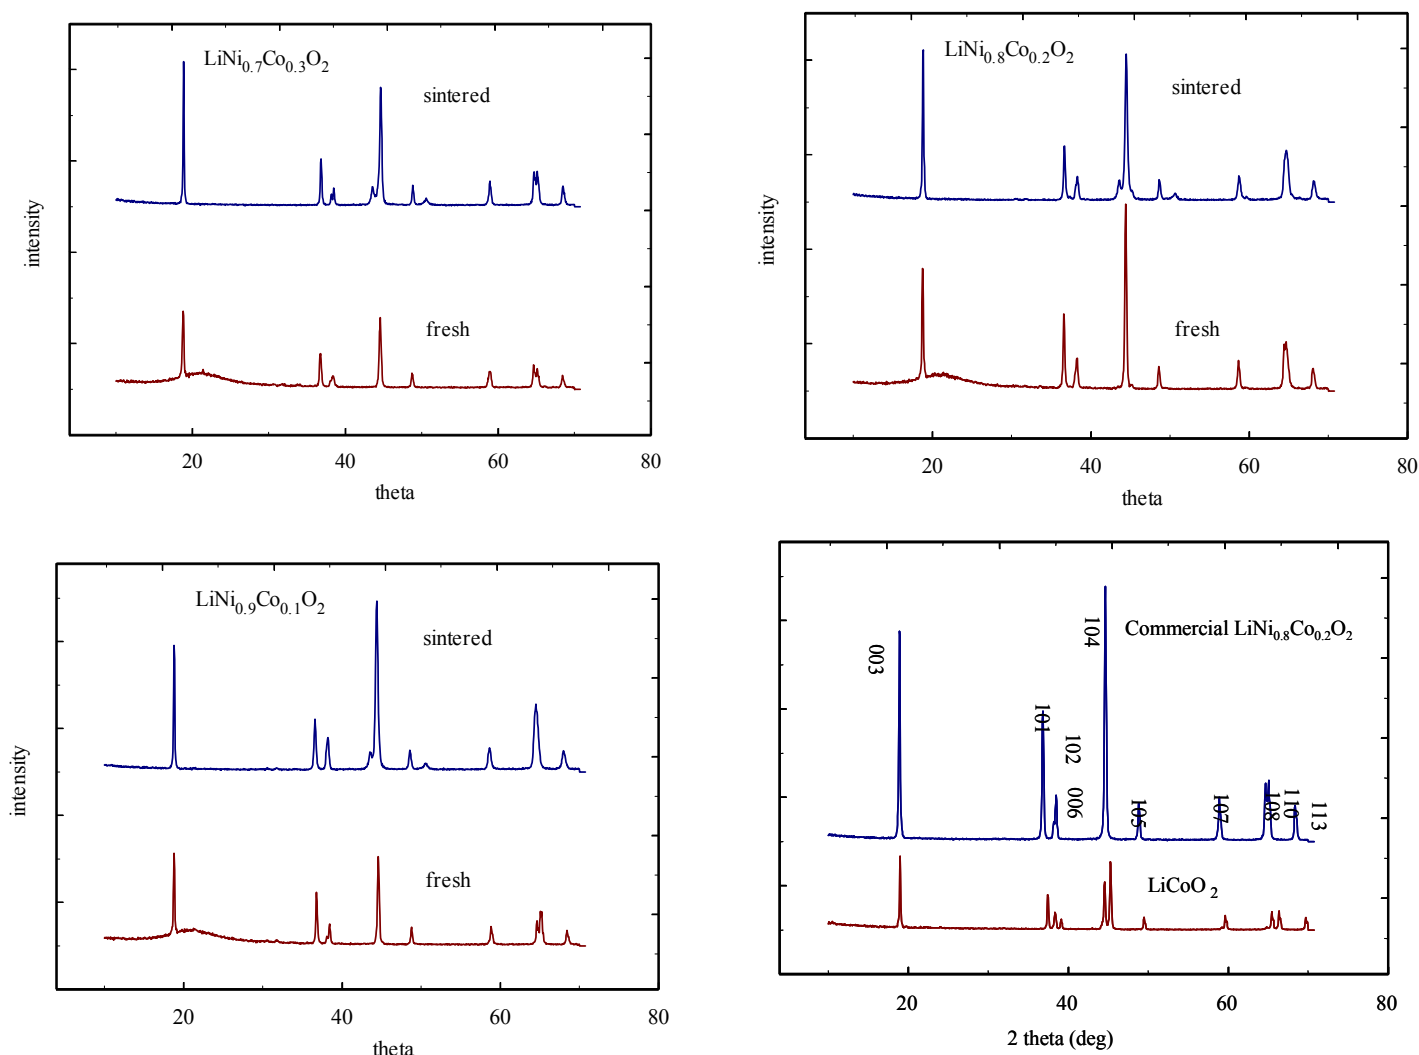 LiNi0.7Co0.3O2
sintered
fresh
intensity
20 40 60 80
theta
LiNi0.8Co0.2O2
sintered
fresh
intensity
20 40 60 80
theta
LiNi0.9Co0.1O2
sintered
fresh
intensity
20 40 60 80
theta
Commercial LiNi0.8Co0.2O2
003
101
102
006
104
105
107
108
110
113
LiCoO2
20 40 60 80
2 theta (deg)